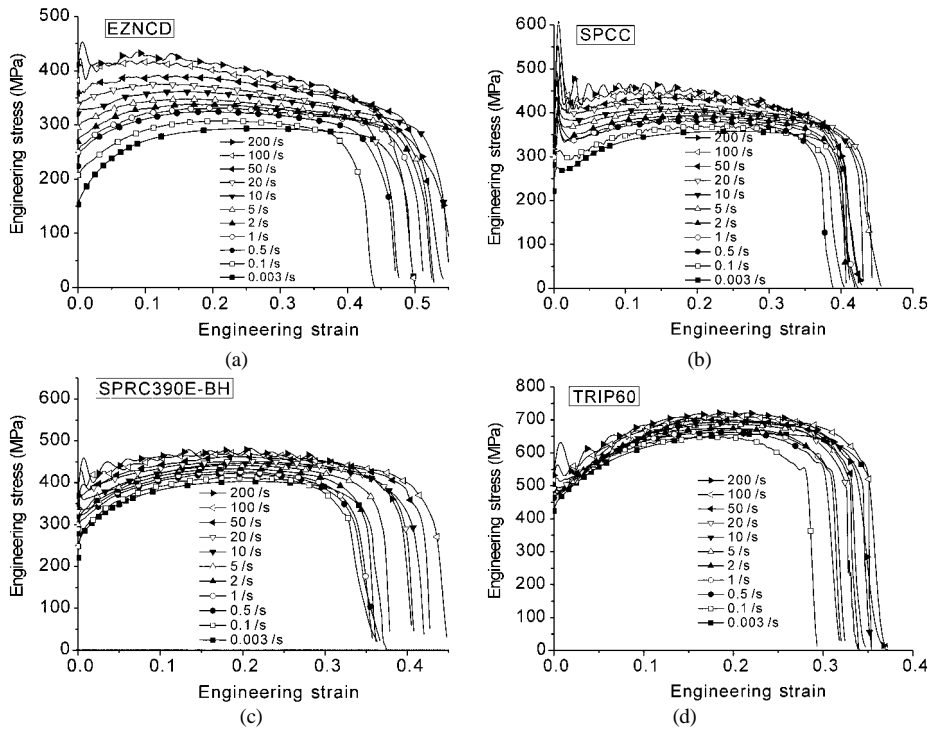 EZNCD
Engineering stress (MPa)
500
400
300
200
100
0
200 /s
100 /s
50 /s
20 /s
10 /s
5 /s
2 /s
1 /s
0.5 /s
0.1 /s
0.003 /s
0.0 0.1 0.2 0.3 0.4 0.5
Engineering strain
(a)
SPCC
Engineering stress (MPa)
600
500
400
300
200
100
0
200 /s
100 /s
50 /s
20 /s
10 /s
5 /s
2 /s
1 /s
0.5 /s
0.1 /s
0.003 /s
0.0 0.1 0.2 0.3 0.4 0.5
Engineering strain
(b)
SPRC390E-BH
Engineering stress (MPa)
600
500
400
300
200
100
0
200 /s
100 /s
50 /s
20 /s
10 /s
5 /s
2 /s
1 /s
0.5 /s
0.1 /s
0.003 /s
0.0 0.1 0.2 0.3 0.4
Engineering strain
(c)
TRIP60
Engineering stress (MPa)
800
700
600
500
400
300
200
100
0
200 /s
100 /s
50 /s
20 /s
10 /s
5 /s
2 /s
1 /s
0.5 /s
0.1 /s
0.003 /s
0.0 0.1 0.2 0.3 0.4
Engineering strain
(d)